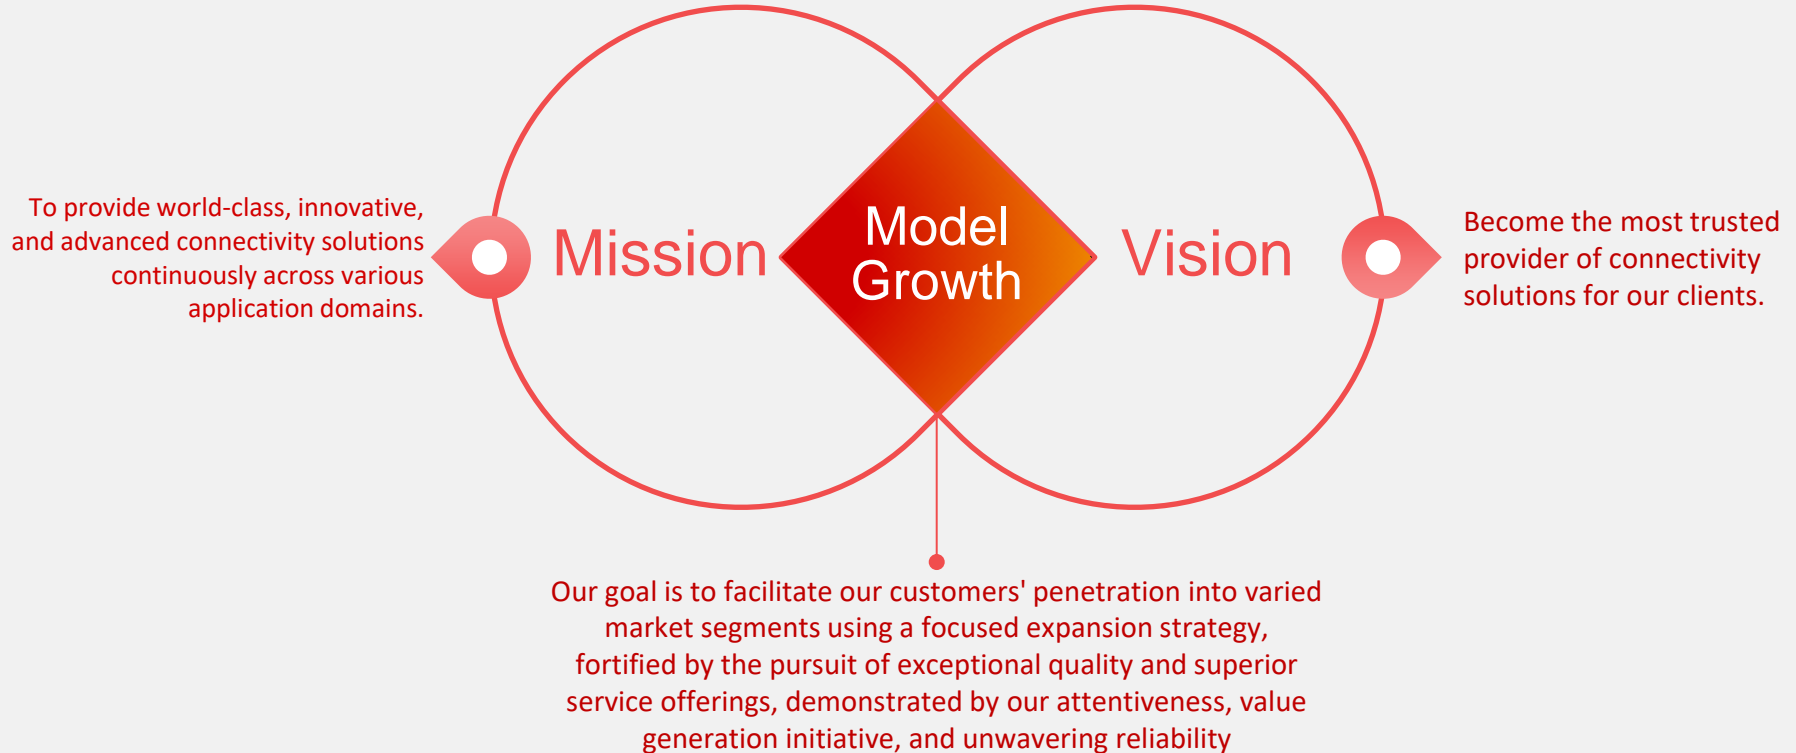 To provide world-class, innovative,
and advanced connectivity solutions
continuously across various
application domains.
Mission
Model
Growth
Vision
Become the most trusted
provider of connectivity
solutions for our clients.
Our goal is to facilitate our customers' penetration into varied
market segments using a focused expansion strategy,
fortified by the pursuit of exceptional quality and superior
service offerings, demonstrated by our attentiveness, value
generation initiative, and unwavering reliability